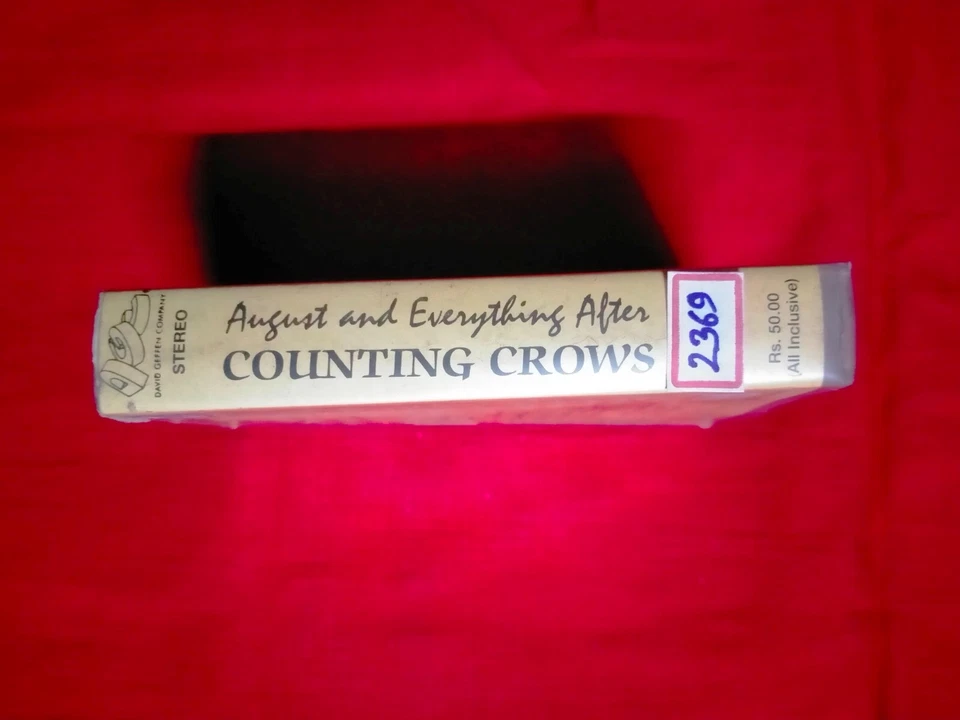 DAVID GEFFEN COMPANY
STEREO
August and Everything After
COUNTING CROWS
2369
Rs. 50.00
(All Inclusive)